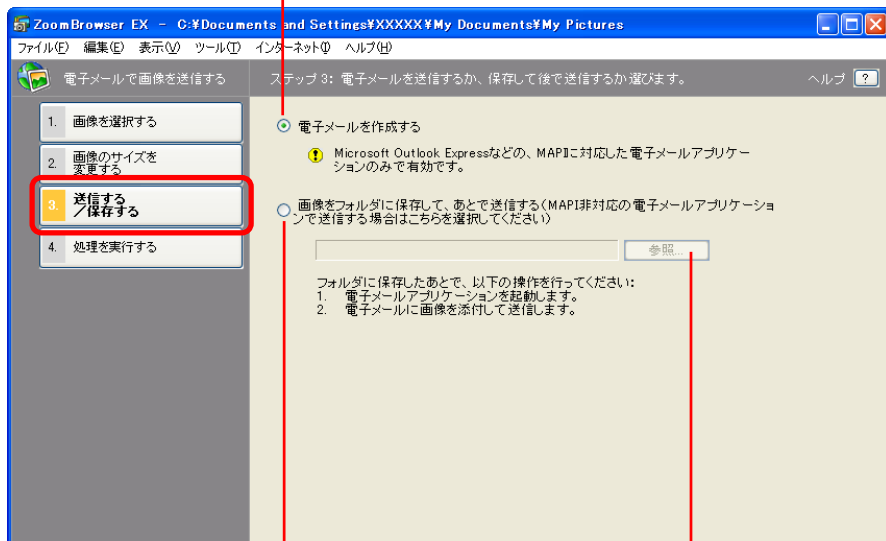 ZoomBrowser EX - C:¥Documents and Settings¥XXXXX¥My Documents¥My Pictures
ファイル(F) 編集(E) 表示(V) ツール(T) インターネット(I) ヘルプ(H)
電子メールで画像を送信する ステップ 3: 電子メールを送信するか、保存して後で送信するか選びます。 ヘルプ ?
1. 画像を選択する
2. 画像のサイズを
変更する
3. 送信する
/保存する
4. 処理を実行する
電子メールを作成する
Microsoft Outlook Expressなどの、MAPIに対応した電子メールアプリケー
ションのみで有効です。
画像をフォルダに保存して、あとで送信する(MAPI非対応の電子メールアプリケーショ
ンで送信する場合はこちらを選択してください)
参照...
フォルダに保存したあとで、以下の操作を行ってください:
1. 電子メールアプリケーションを起動します。
2. 電子メールに画像を添付して送信します。